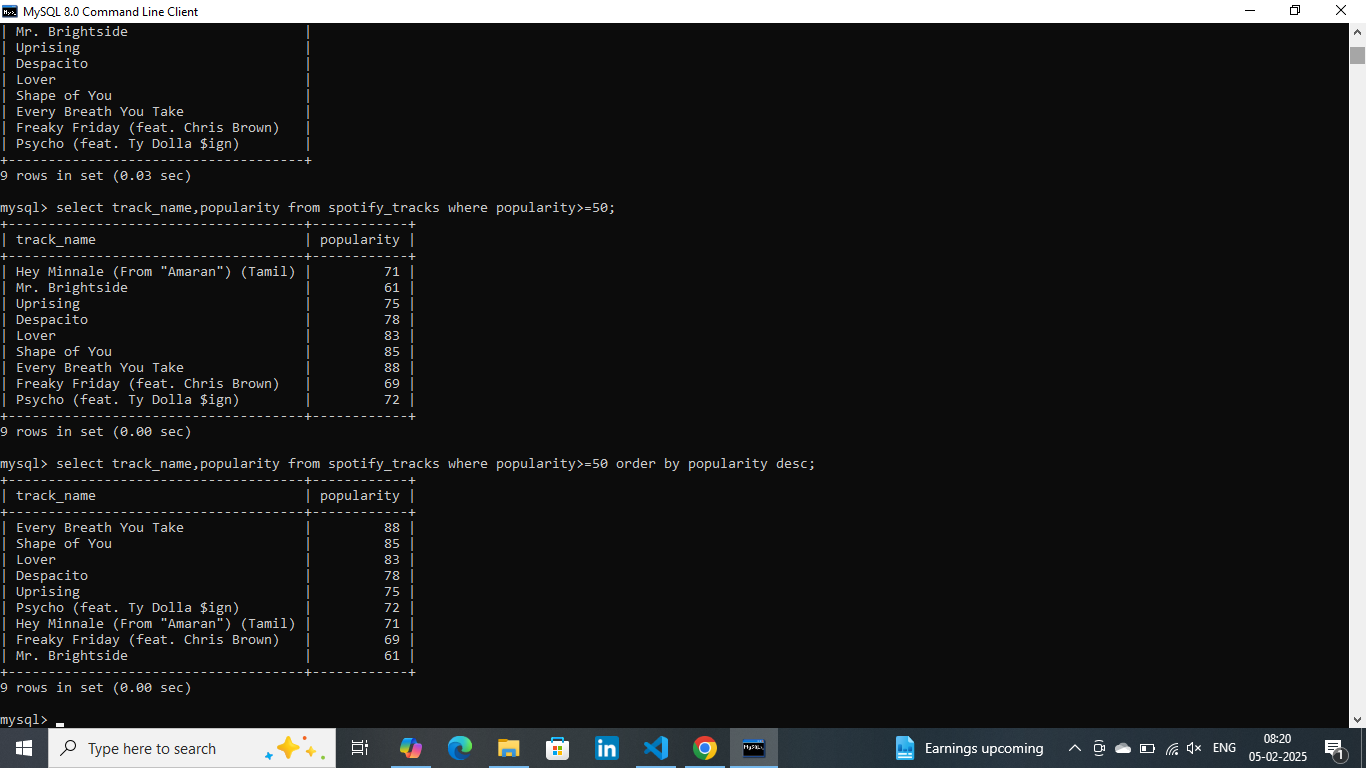 MySQL 8.0 Command Line Client
| Mr. Brightside                     |
| Uprising                           |
| Despacito                          |
| Lover                              |
| Shape of You                       |
| Every Breath You Take              |
| Freaky Friday (feat. Chris Brown)  |
| Psycho (feat. Ty Dolla $ign)       |
+-------------------------------------+
9 rows in set (0.03 sec)
mysql> select track_name,popularity from spotify_tracks where popularity>=50;
+-------------------------------------+------------+
| track_name                          | popularity |
+-------------------------------------+------------+
| Hey Minnale (From "Amaran") (Tamil) |         71 |
| Mr. Brightside                      |         61 |
| Uprising                            |         75 |
| Despacito                           |         78 |
| Lover                               |         83 |
| Shape of You                        |         85 |
| Every Breath You Take               |         88 |
| Freaky Friday (feat. Chris Brown)   |         69 |
| Psycho (feat. Ty Dolla $ign)        |         72 |
+-------------------------------------+------------+
9 rows in set (0.00 sec)
mysql> select track_name,popularity from spotify_tracks where popularity>=50 order by popularity desc;
+-------------------------------------+------------+
| track_name                          | popularity |
+-------------------------------------+------------+
| Every Breath You Take               |         88 |
| Shape of You                        |         85 |
| Lover                               |         83 |
| Despacito                           |         78 |
| Uprising                            |         75 |
| Psycho (feat. Ty Dolla $ign)        |         72 |
| Hey Minnale (From "Amaran") (Tamil) |         71 |
| Freaky Friday (feat. Chris Brown)   |         69 |
| Mr. Brightside                      |         61 |
+-------------------------------------+------------+
9 rows in set (0.00 sec)
mysql> _
Type here to search
Earnings upcoming
ENG
08:20
05-02-2025
1